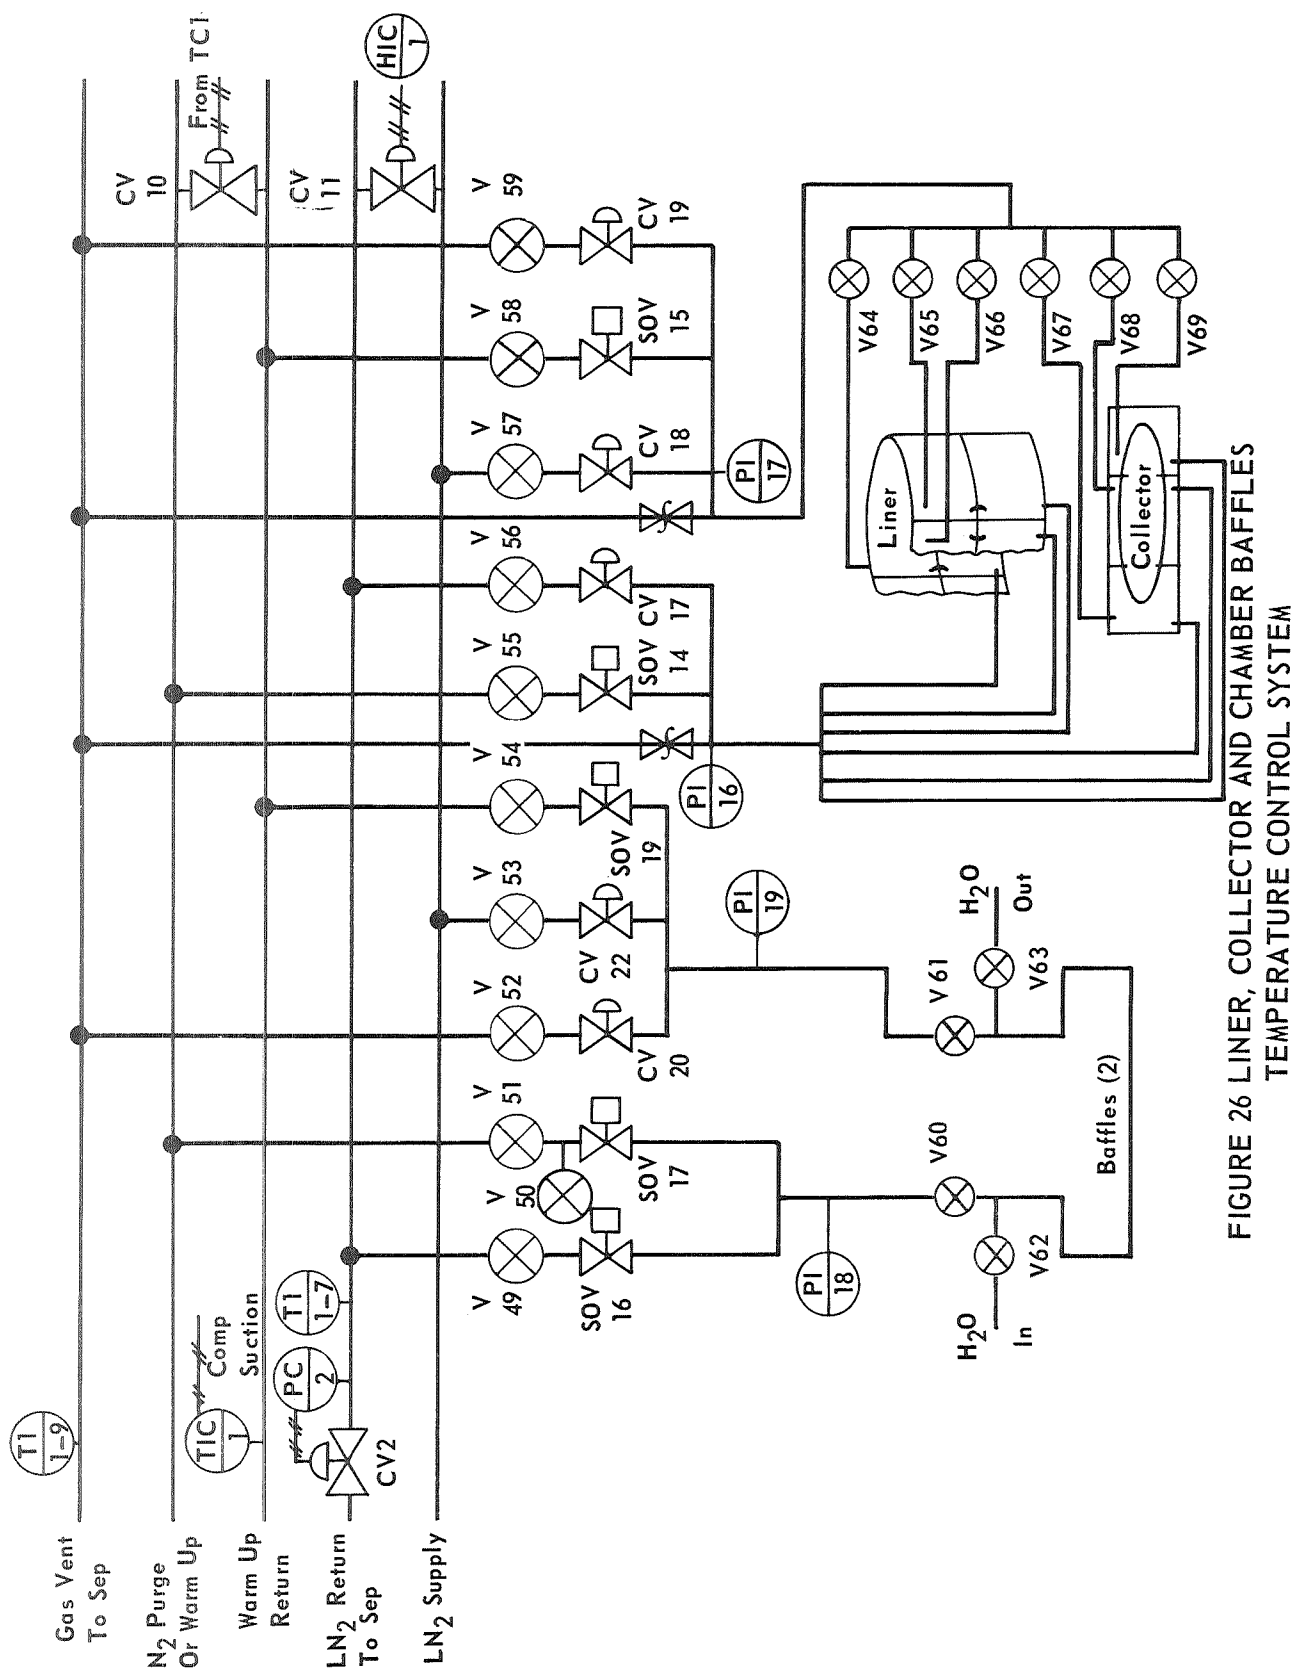 TI
1-9
Gas Vent
To Sep
N2 Purge
Or Warm Up
Warm Up
Return
LN2 Return
To Sep
LN2 Supply
TIC
1
Comp
Suction
PC
2
TI
1-7
CV2
CV
10
From TC1
CV
11
HIC
1
V
49
V
50
V
51
V
52
V
53
V
54
V
55
V
56
V
57
V
58
V
59
SOV
16
SOV
17
CV
20
CV
22
SOV
19
SOV
14
CV
17
CV
18
SOV
15
CV
19
PI
18
PI
19
PI
16
PI
17
V60
V61
V62
V63
H2O
In
H2O
Out
Baffles (2)
Liner
Collector
V64
V65
V66
V67
V68
V69
FIGURE 26 LINER, COLLECTOR AND CHAMBER BAFFLES
TEMPERATURE CONTROL SYSTEM